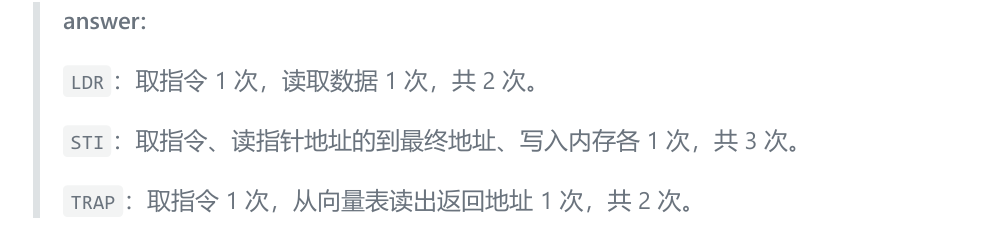 answer:
LDR：取指令 1 次，读取数据 1 次，共 2 次。
STI：取指令、读指针地址的到最终地址、写入内存各 1 次，共 3 次。
TRAP：取指令 1 次，从向量表读出返回地址 1 次，共 2 次。